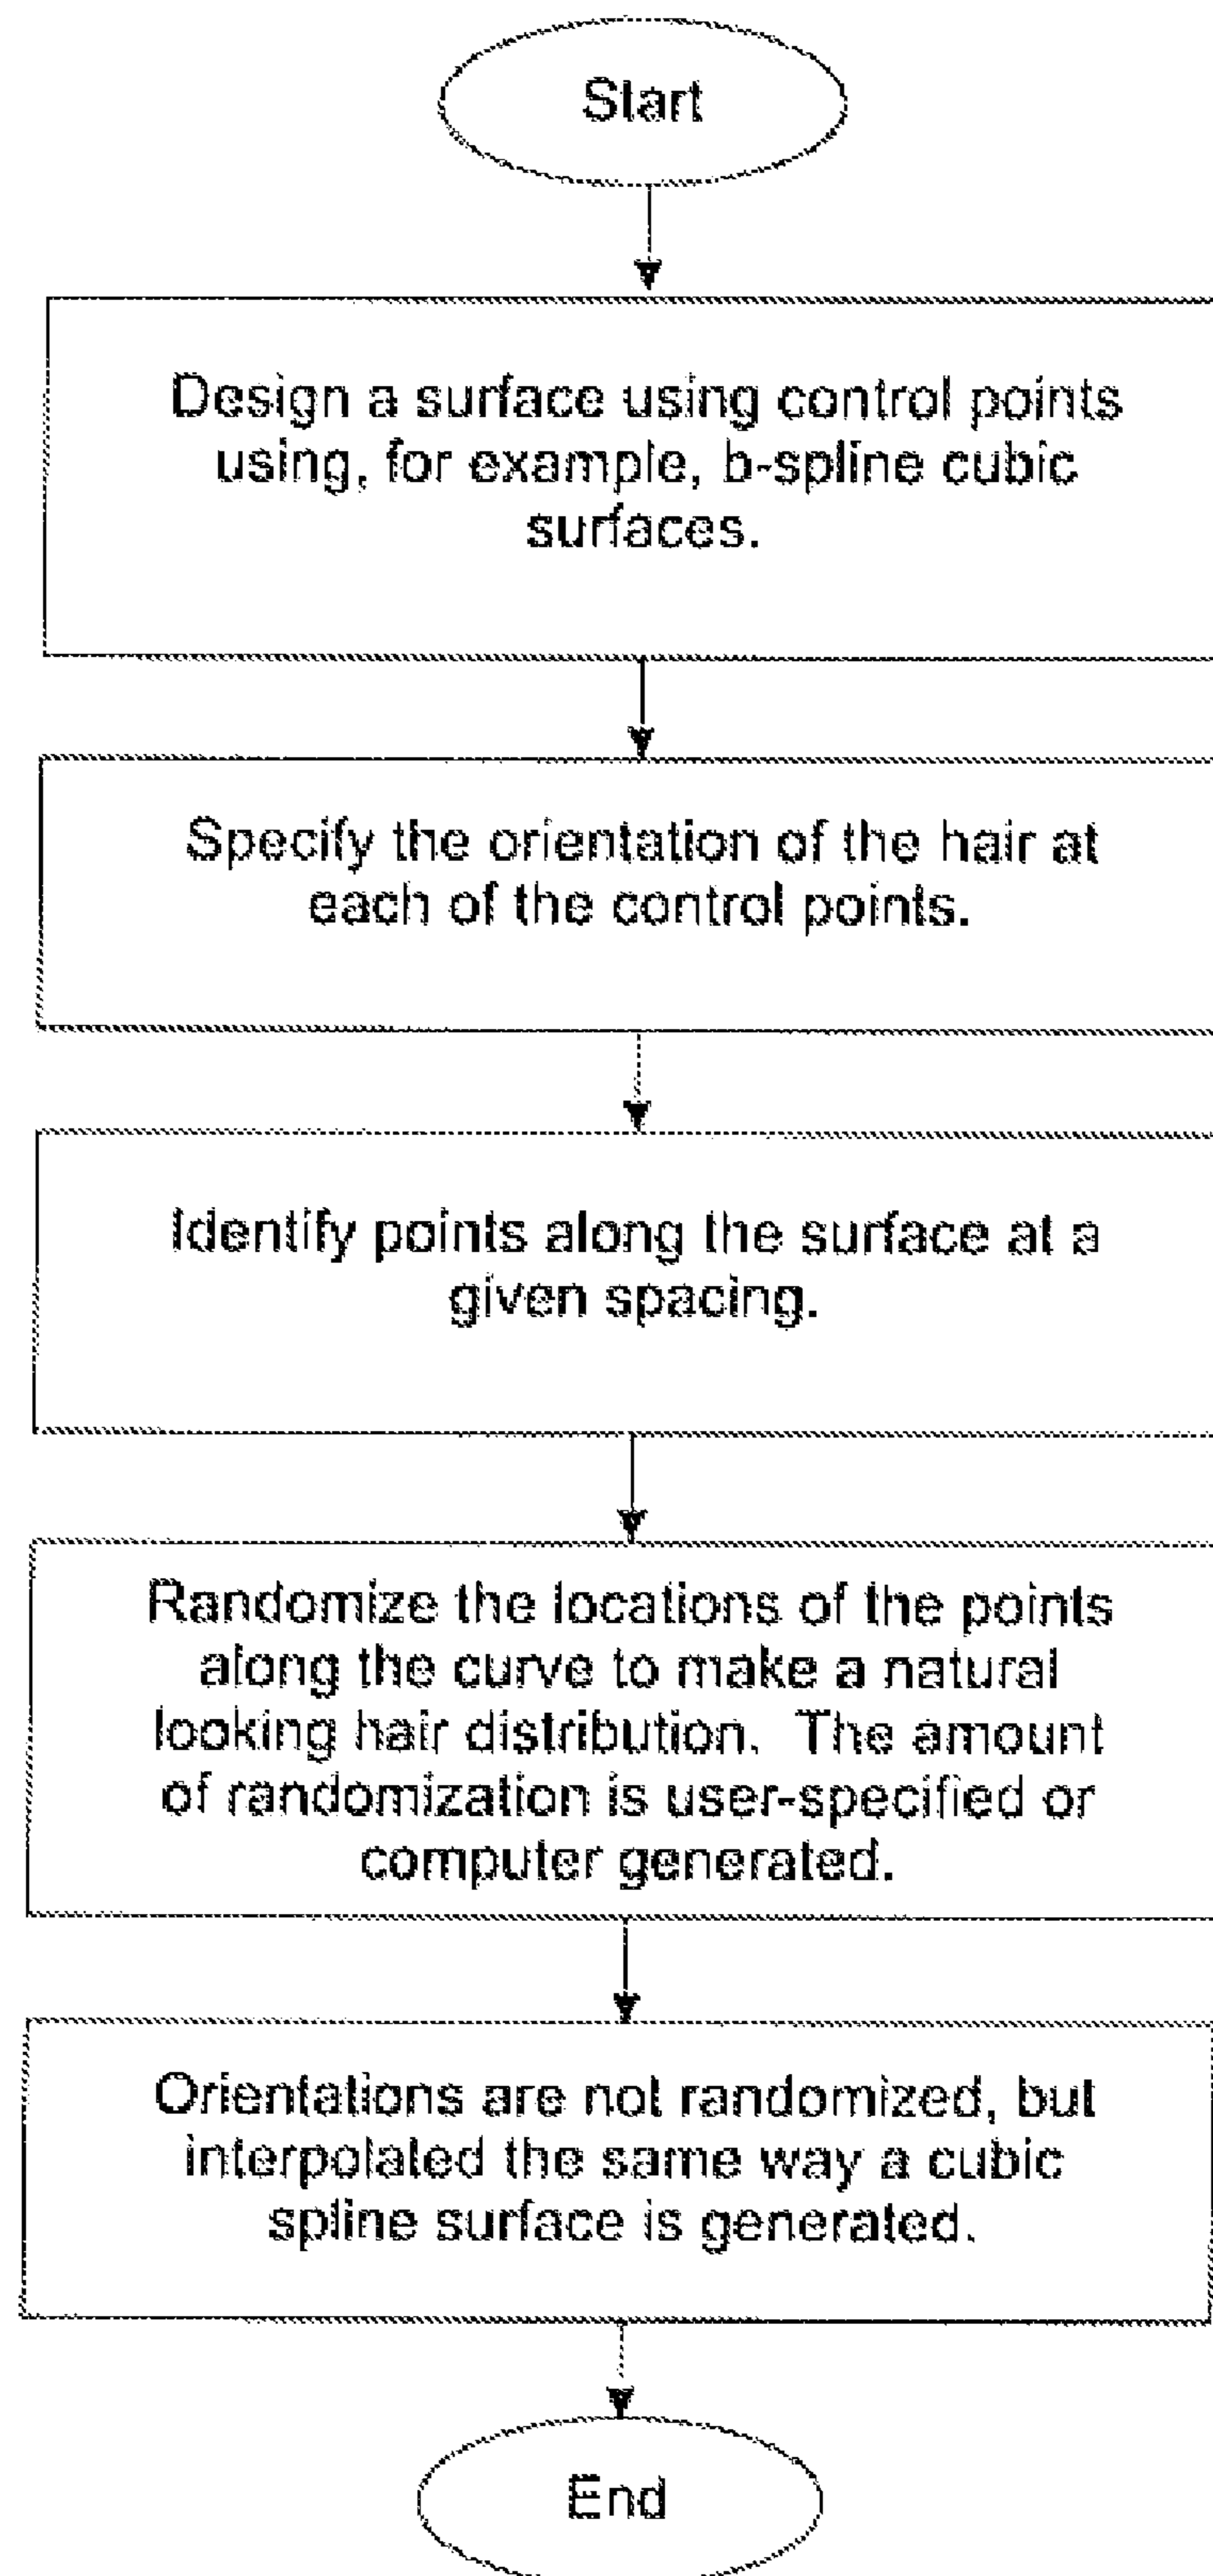 Start
Design a surface using control points
using, for example, b-spline cubic
surfaces.
Specify the orientation of the hair at
each of the control points.
Identify points along the surface at a
given spacing.
Randomize the locations of the points
along the curve to make a natural
looking hair distribution.  The amount
of randomization is user-specified or
computer generated.
Orientations are not randomized, but
interpolated the same way a cubic
spline surface is generated.
End